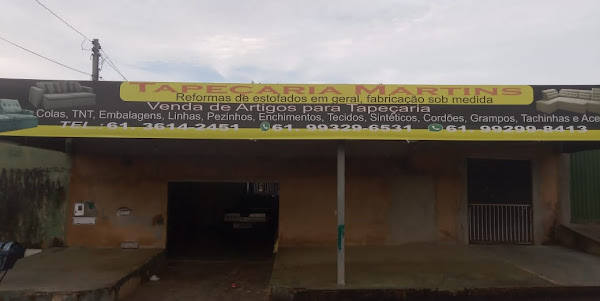 TAPEÇARIA MARTINS
Reformas de estofados em geral, fabricação sob medida
Venda de Artigos para Tapeçaria
Colas, TNT, Embalagens, Linhas, Pezinhos, Enchimentos, Tecidos, Sintéticos, Cordões, Grampos, Tachinhas e Ace
TEL.: 61. 3614-2451 61. 99329-6531 61. 99299-8413